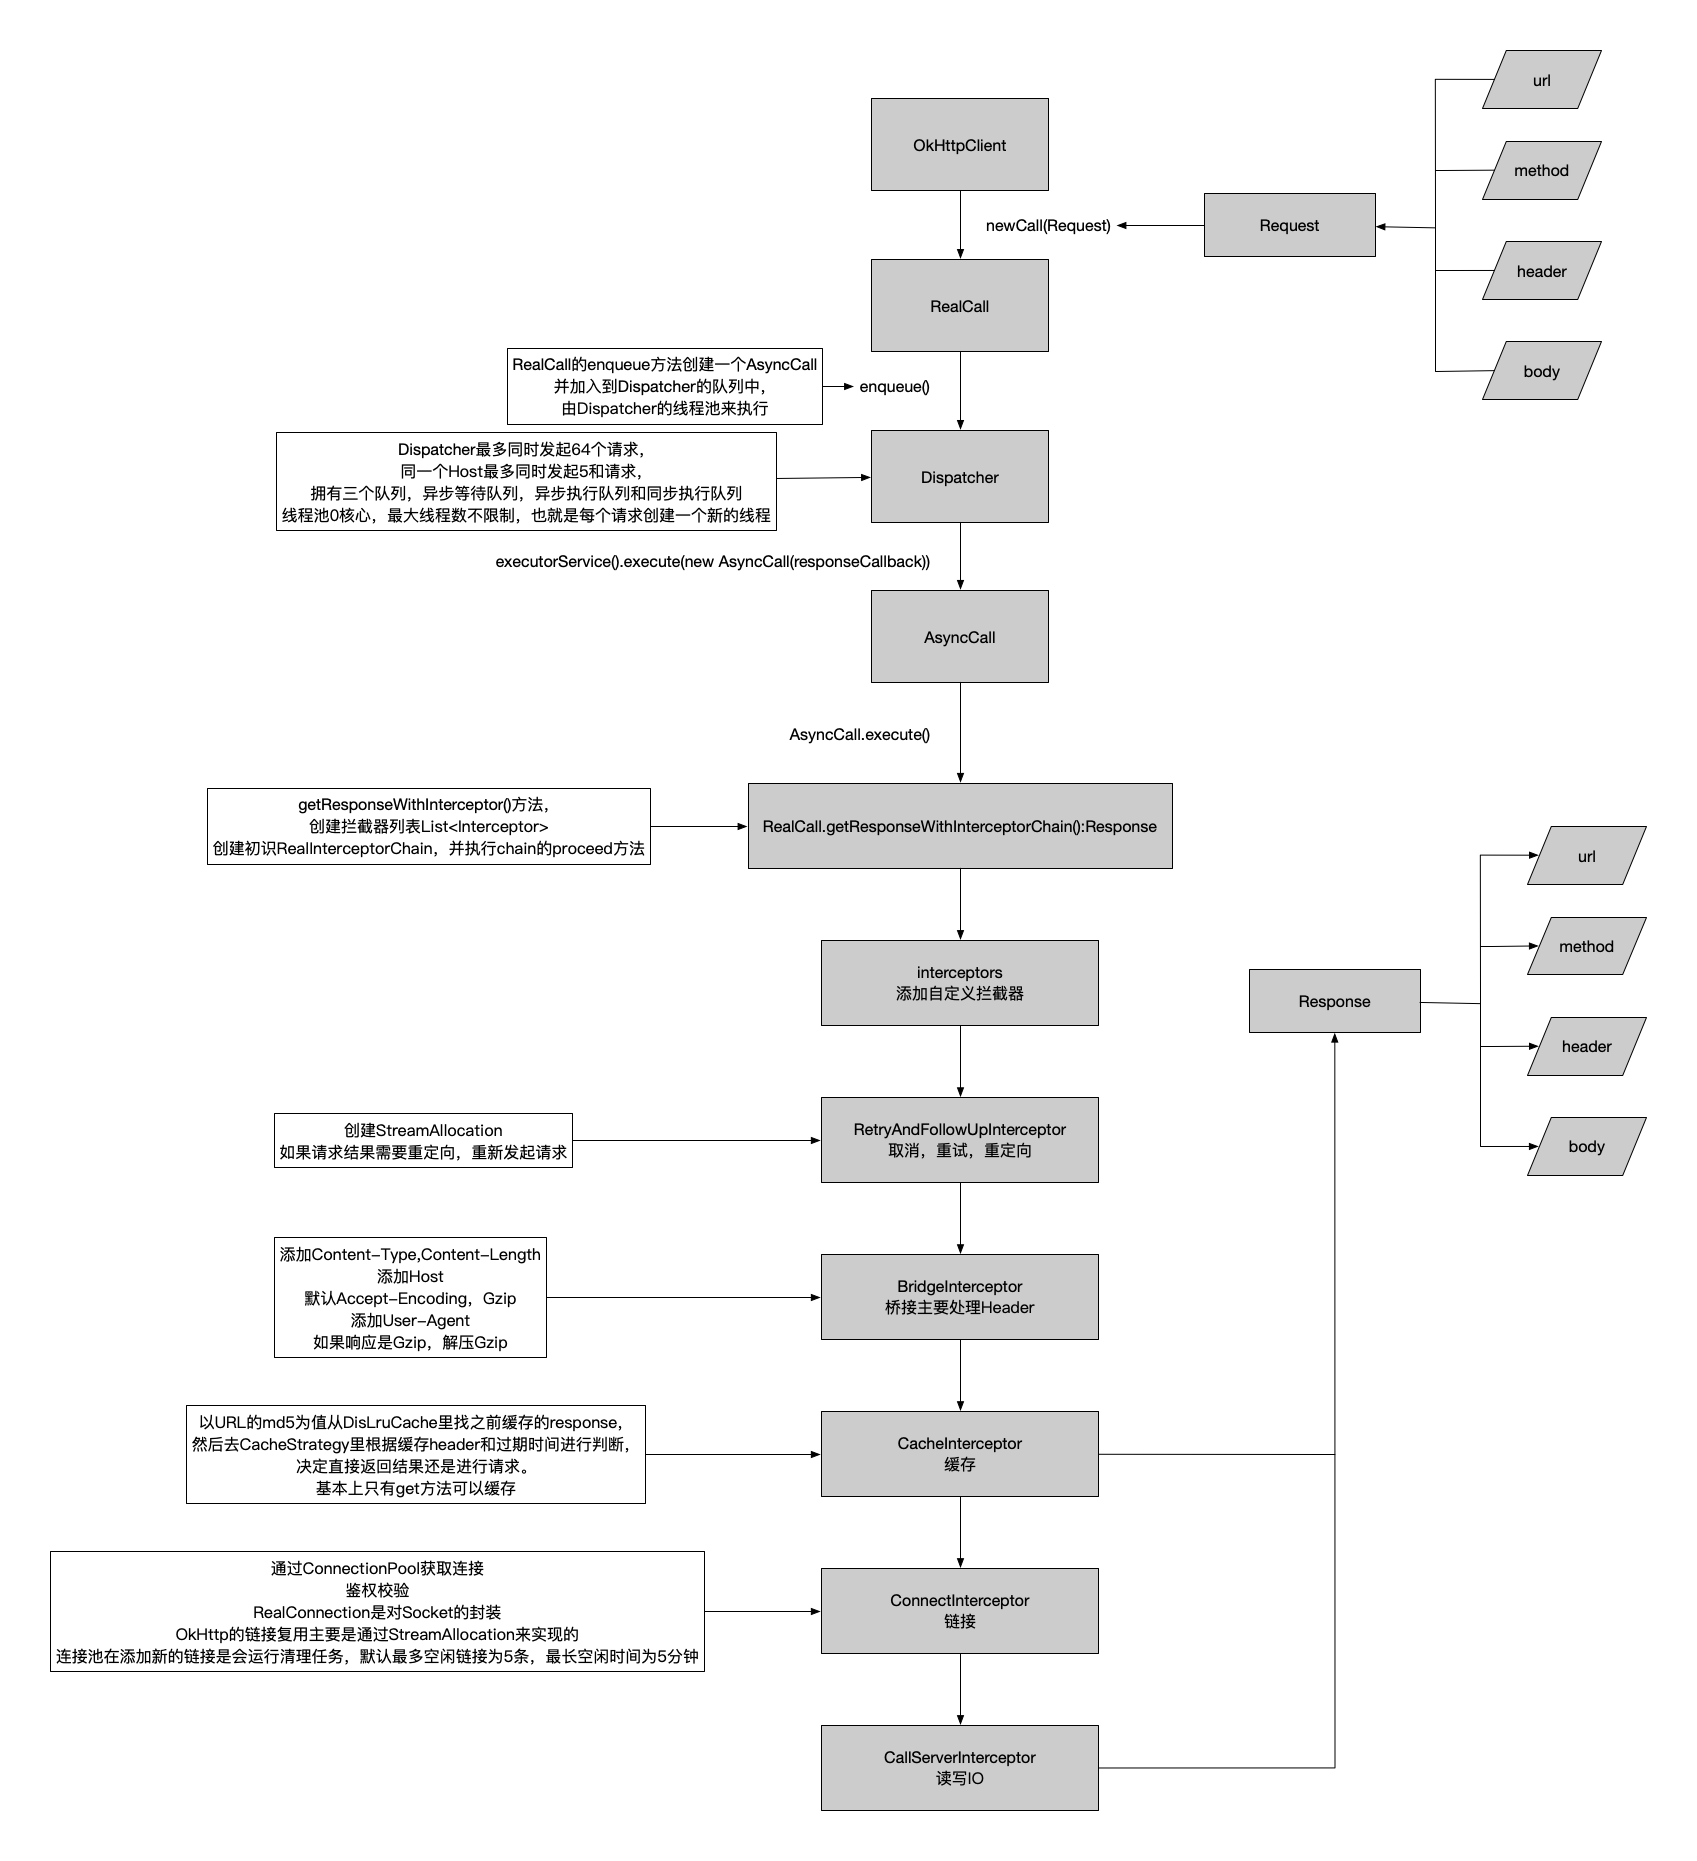 url
OkHttpClient
method
newCall(Request)
Request
header
RealCall
body
RealCall的enqueue方法创建一个AsyncCall
并加入到Dispatcher的队列中，
由Dispatcher的线程池来执行
enqueue()
Dispatcher最多同时发起64个请求，
同一个Host最多同时发起5和请求，
拥有三个队列，异步等待队列，异步执行队列和同步执行队列
线程池0核心，最大线程数不限制，也就是每个请求创建一个新的线程
Dispatcher
executorService().execute(new AsyncCall(responseCallback))
AsyncCall
AsyncCall.execute()
getResponseWithInterceptor()方法，
创建拦截器列表List<Interceptor>
创建初识RealInterceptorChain，并执行chain的proceed方法
RealCall.getResponseWithInterceptorChain():Response
url
method
interceptors
添加自定义拦截器
Response
header
body
创建StreamAllocation
如果请求结果需要重定向，重新发起请求
RetryAndFollowUpInterceptor
取消，重试，重定向
添加Content-Type,Content-Length
添加Host
默认Accept-Encoding，Gzip
添加User-Agent
如果响应是Gzip，解压Gzip
BridgeInterceptor
桥接主要处理Header
以URL的md5为值从DisLruCache里找之前缓存的response，
然后去CacheStrategy里根据缓存header和过期时间进行判断，
决定直接返回结果还是进行请求。
基本上只有get方法可以缓存
CacheInterceptor
缓存
通过ConnectionPool获取连接
鉴权校验
RealConnection是对Socket的封装
OkHttp的链接复用主要是通过StreamAllocation来实现的
连接池在添加新的链接是会运行清理任务，默认最多空闲链接为5条，最长空闲时间为5分钟
ConnectInterceptor
链接
CallServerInterceptor
读写IO